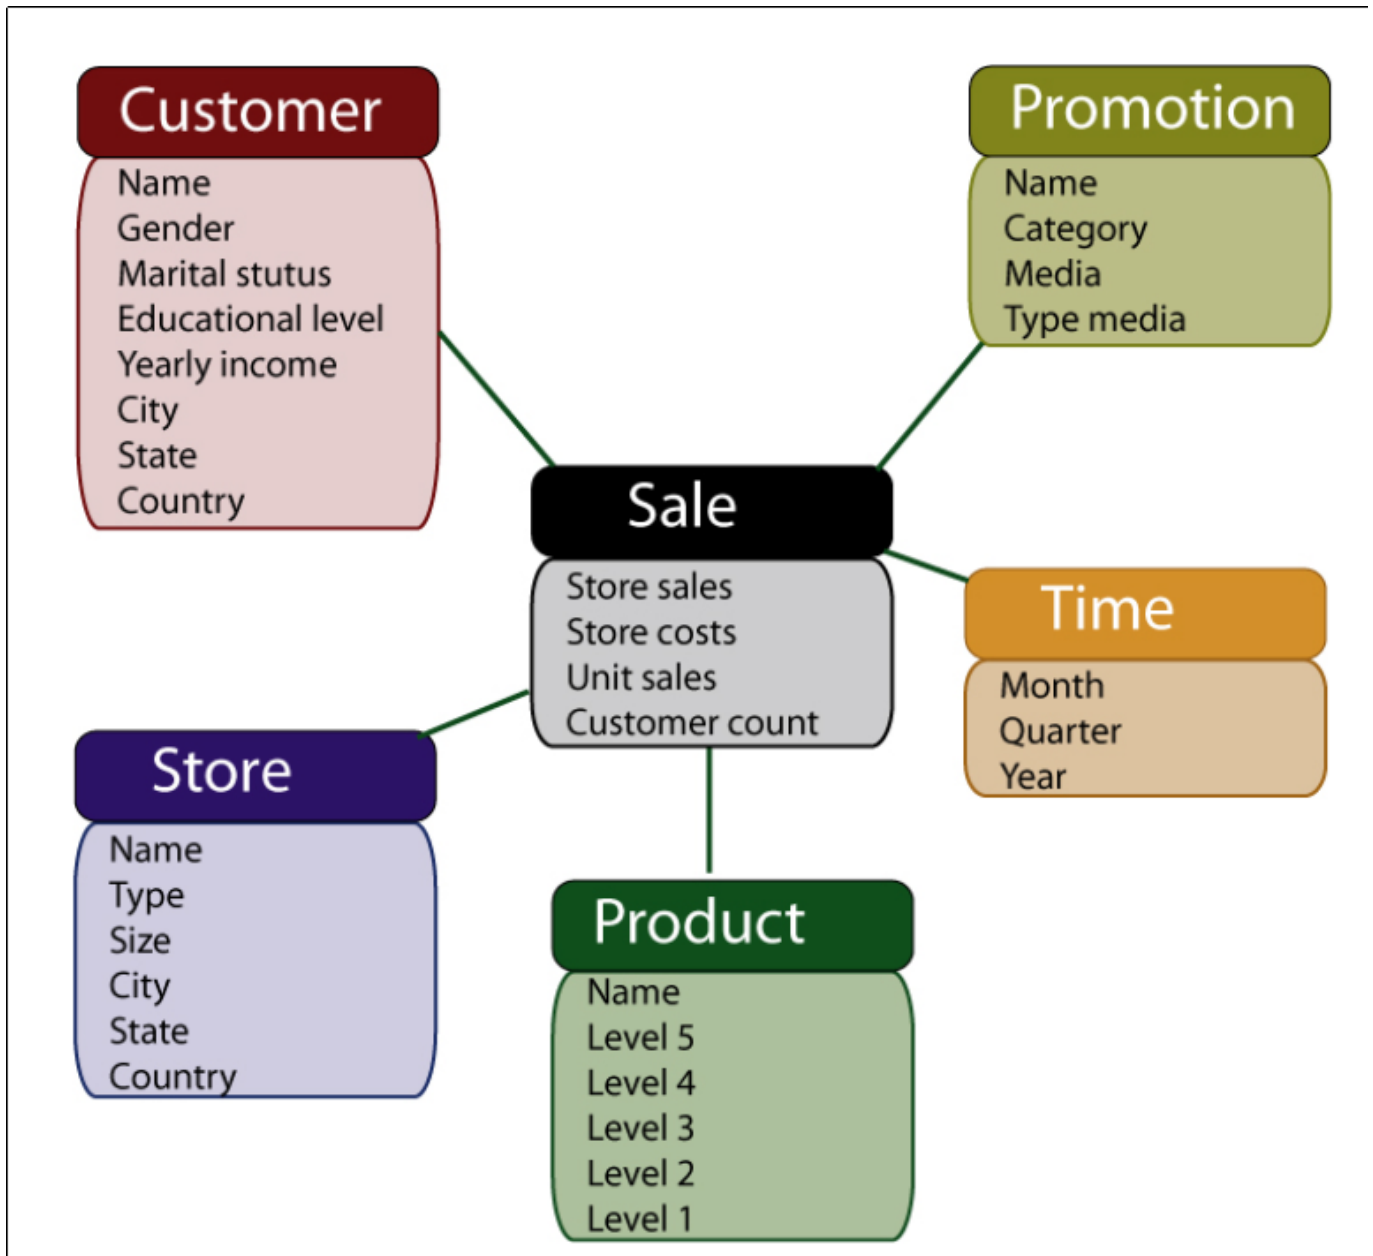 Customer
Name
Gender
Marital stutus
Educational level
Yearly income
City
State
Country
Promotion
Name
Category
Media
Type media
Sale
Store sales
Store costs
Unit sales
Customer count
Time
Month
Quarter
Year
Store
Name
Type
Size
City
State
Country
Product
Name
Level 5
Level 4
Level 3
Level 2
Level 1